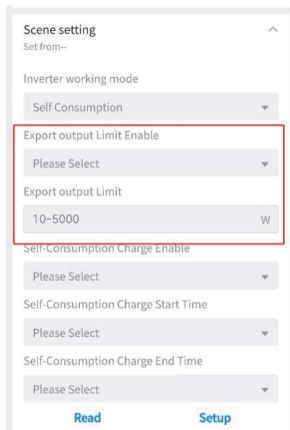 Scene setting
Set from--
Inverter working mode
Self Consumption
Export output Limit Enable
Please Select
Export output Limit
10~5000 W
Self-Consumption Charge Enable
Please Select
Self-Consumption Charge Start Time
Please Select
Self-Consumption Charge End Time
Please Select
Read Setup